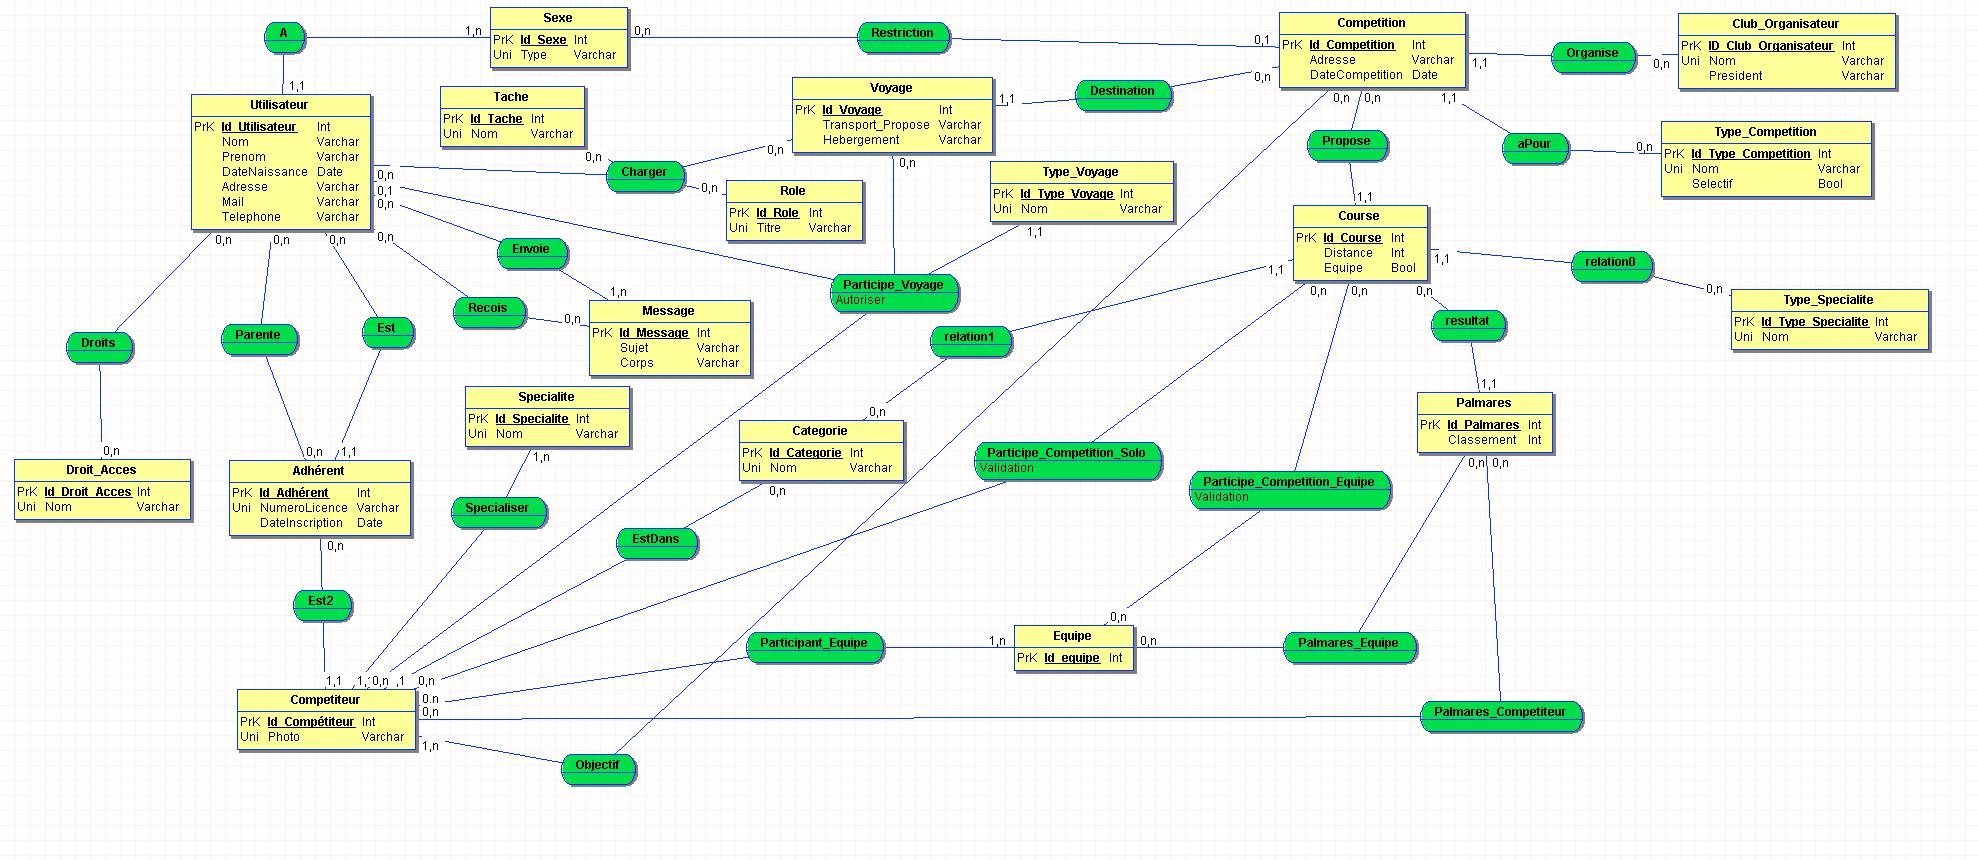 A
1,n
1,1
Sexe
PrK Id_Sexe Int
Uni Type Varchar
0,n
Restriction
0,1
Competition
PrK Id_Competition Int
Adresse Varchar
DateCompetition Date
1,1
Organise
0,n
Club_Organisateur
PrK ID_Club_Organisateur Int
Uni Nom Varchar
President Varchar
Utilisateur
PrK Id_Utilisateur Int
Nom Varchar
Prenom Varchar
DateNaissance Date
Adresse Varchar
Mail Varchar
Telephone Varchar
Tache
PrK Id_Tache Int
Uni Nom Varchar
0,n
Voyage
PrK Id_Voyage Int
Transport_Propose Varchar
Hebergement Varchar
1,1
Destination
0,n
0,n
0,n
Charger
0,n
0,n
0,n
0,n
Propose
1,1
1,1
aPour
0,n
Type_Competition
PrK Id_Type_Competition Int
Uni Nom Varchar
Selectif Bool
Role
PrK Id_Role Int
Uni Titre Varchar
Type_Voyage
PrK Id_Type_Voyage Int
Uni Nom Varchar
1,1
0,n
0,1
0,n
0,n
Envoie
1,n
Recois
0,n
Message
PrK Id_Message Int
Sujet Varchar
Corps Varchar
Participe_Voyage
Autoriser
Course
PrK Id_Course Int
Distance Int
Equipe Bool
1,1
1,1
relation0
0,n
Type_Specialite
PrK Id_Type_Specialite Int
Uni Nom Varchar
0,n
0,n
0,n
resultat
1,1
0,n
0,n
0,n
Droits
Parente
Est
0,n
0,n
1,1
relation1
0,n
Droit_Acces
PrK Id_Droit_Acces Int
Uni Nom Varchar
Adhérent
PrK Id_Adhérent Int
Uni NumeroLicence Varchar
DateInscription Date
0,n
Specialite
PrK Id_Specialite Int
Uni Nom Varchar
1,n
Specialiser
Categorie
PrK Id_Categorie Int
Uni Nom Varchar
0,n
EstDans
Participe_Competition_Solo
Validation
Participe_Competition_Equipe
Validation
Palmares
PrK Id_Palmares Int
Classement Int
0,n
0,n
Est2
1,1
0,n
,1
0,n
0,n
0,n
1,n
Competiteur
PrK Id_Compétiteur Int
Uni Photo Varchar
Participant_Equipe
1,n
0,n
Equipe
PrK Id_equipe Int
0,n
Palmares_Equipe
Palmares_Competiteur
Objectif